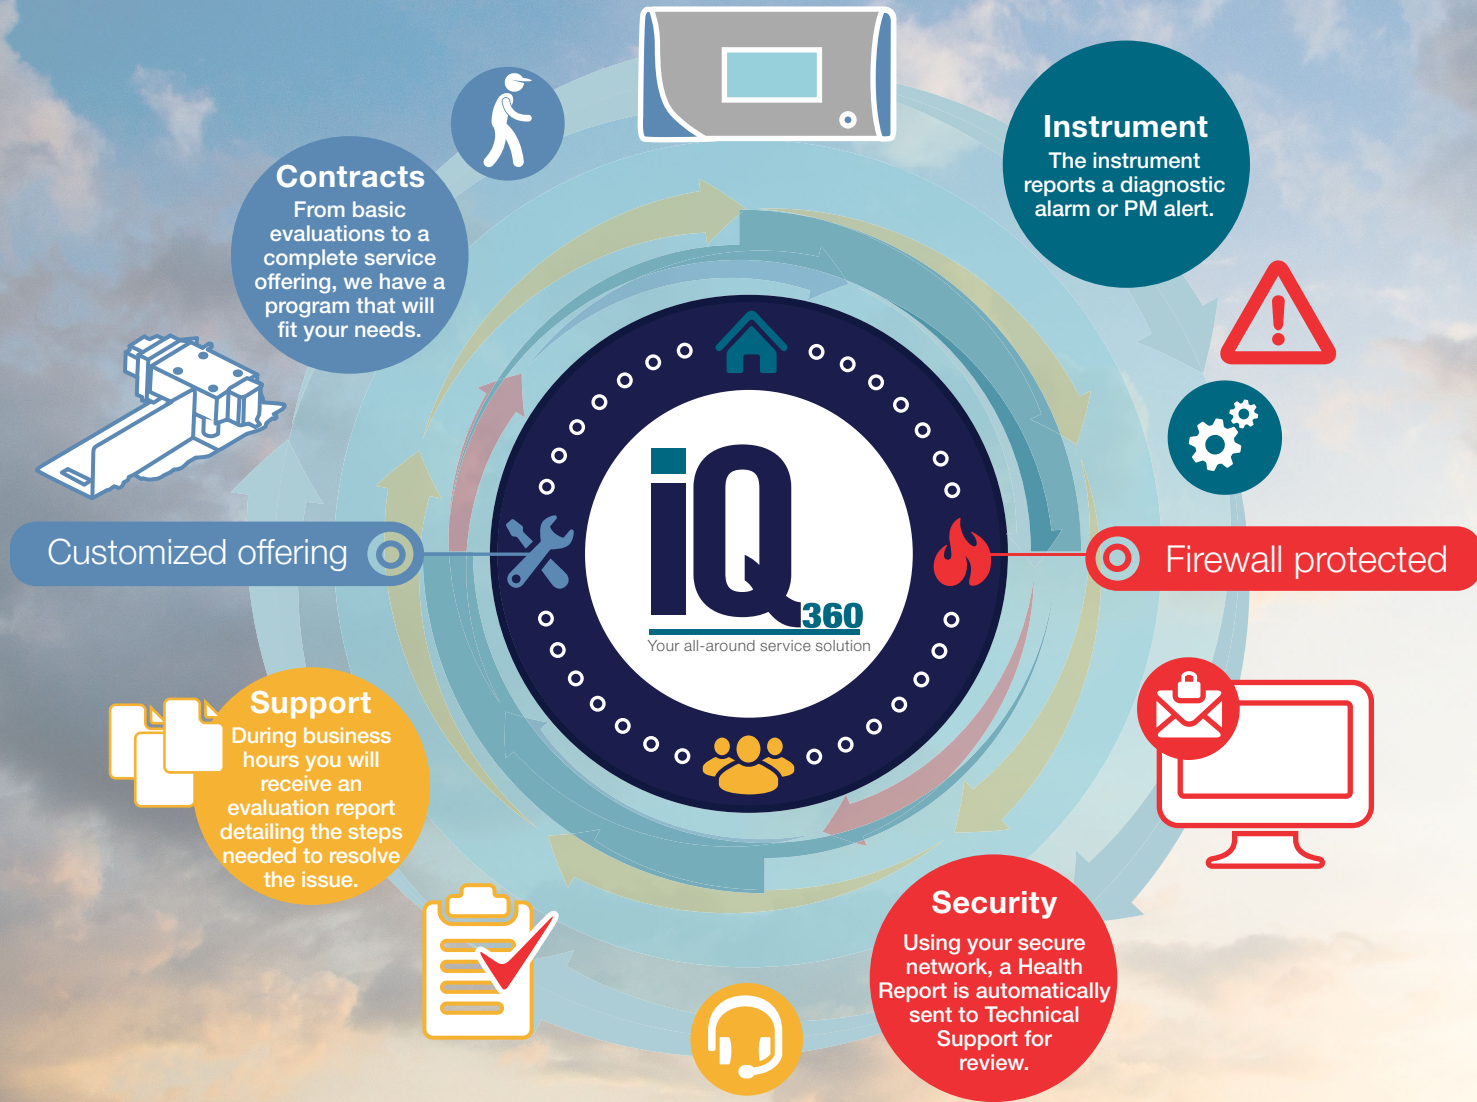 Contracts
From basic
evaluations to a
complete service
offering, we have a
program that will
fit your needs.
Instrument
The instrument
reports a diagnostic
alarm or PM alert.
Customized offering
iQ
360
Your all-around service solution
Firewall protected
Support
During business
hours you will
receive an
evaluation report
detailing the steps
needed to resolve
the issue.
Security
Using your secure
network, a Health
Report is automatically
sent to Technical
Support for
review.